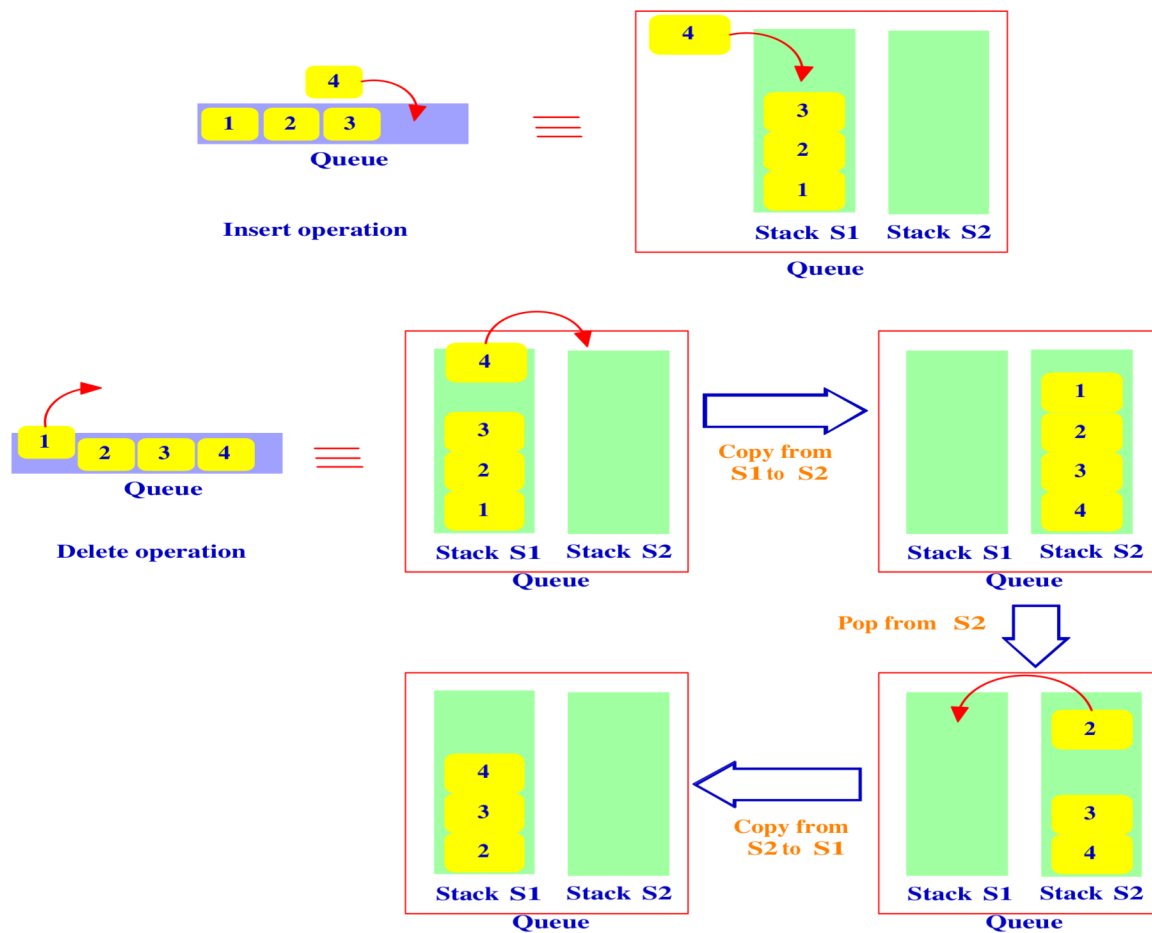 4
1 2 3
Queue
Insert operation
4
3
2
1
Stack S1 Stack S2
Queue
1
2 3 4
Queue
Delete operation
4
3
2
1
Stack S1 Stack S2
Queue
Copy from
S1 to S2
1
2
3
4
Stack S1 Stack S2
Queue
Pop from S2
2
3
4
Stack S1 Stack S2
Queue
Copy from
S2 to S1
4
3
2
Stack S1 Stack S2
Queue